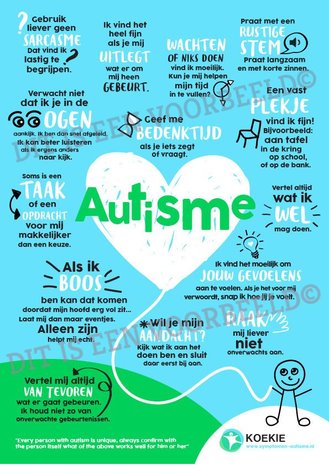 Gebruik
liever geen
SARCASME
Dat vind ik
lastig te
begrijpen.
Ik vind het
heel fijn
als je mij
UITLEGT
wat er om
mij heen
GEBEURT.
WACHTEN
OF NIKS DOEN
vind ik moeilijk.
Kun je mij helpen
mijn tijd
in te vullen?
Praat met een
RUSTIGE
STEM
Praat langzaam
en met korte zinnen.
Verwacht niet
dat ik je in de
OGEN
aankijk. Ik ben dan snel afgeleid.
Ik kan beter luisteren
als ik ergens anders
naar kijk.
Geef me
BEDENKTIJD
als je iets zegt
of vraagt.
Een vast
PLEKJE
vind ik fijn!
Bijvoorbeeld:
aan tafel
in de kring
op school,
of op de bank.
Soms is een
TAAK
of een
OPDRACHT
voor mij
makkelijker
dan een keuze.
Autisme
Vertel altijd
wat ik
WEL
mag doen.
Als ik
BOOS
ben kan dat komen
doordat mijn hoofd erg vol zit...
Laat mij dan maar eventjes.
Alleen zijn
helpt mij echt.
Ik vind het moeilijk om
JOUW GEVOELENS
aan te voelen. Als je het voor mij
verwoordt, snap ik hoe jij je voelt.
Wil je mijn
AANDACHT?
Kijk wat ik aan het
doen ben en sluit
daar eerst bij aan.
RAAK
mij liever
niet
onverwachts aan.
Vertel mij altijd
VAN TEVOREN
wat er gaat gebeuren.
Ik houd niet zo van
onverwachte gebeurtenissen.
"Every person with autism is unique, always confirm with
the person itself what of the above works well for him or her"
KOEKIE
www.symptomen-autisme.nl
DIT IS EEN VOORBEELD©
DIT IS EEN VOORBEELD©